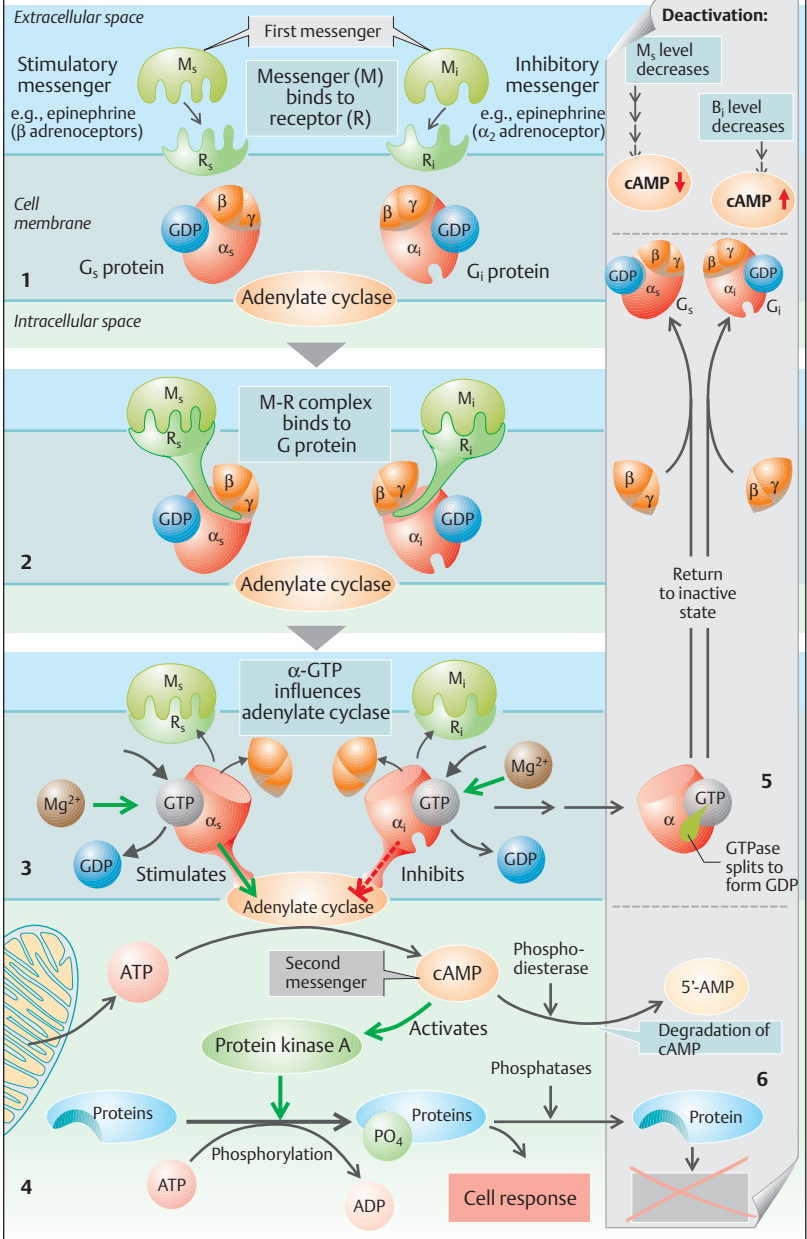 Extracellular space
First messenger
Stimulatory
messenger
e.g., epinephrine
(β adrenoceptors)
Ms
Rs
Messenger (M)
binds to
receptor (R)
Mi
Ri
Inhibitory
messenger
e.g., epinephrine
(α2 adrenoceptor)
Cell
membrane
β
γ
GDP
αs
Gs protein
β
γ
GDP
αi
Gi protein
1
Adenylate cyclase
Intracellular space
Ms
Rs
M-R complex
binds to
G protein
Mi
Ri
β
γ
GDP
αs
β
γ
GDP
αi
2
Adenylate cyclase
Ms
Rs
α-GTP
influences
adenylate cyclase
Mi
Ri
Mg2+
GTP
αs
GDP
Stimulates
Mg2+
GTP
αi
GDP
Inhibits
3
Adenylate cyclase
ATP
Second
messenger
cAMP
Phospho-
diesterase
Activates
Protein kinase A
Phosphatases
Proteins
Proteins
PO4
Phosphorylation
ATP
ADP
Cell response
4
Deactivation:
Ms level
decreases
Bi level
decreases
cAMP
cAMP
β
γ
GDP
αs
Gs
β
γ
GDP
αi
Gi
β
γ
β
γ
Return
to inactive
state
5
GTP
α
GTPase
splits to
form GDP
5’-AMP
Degradation of
cAMP
6
Protein